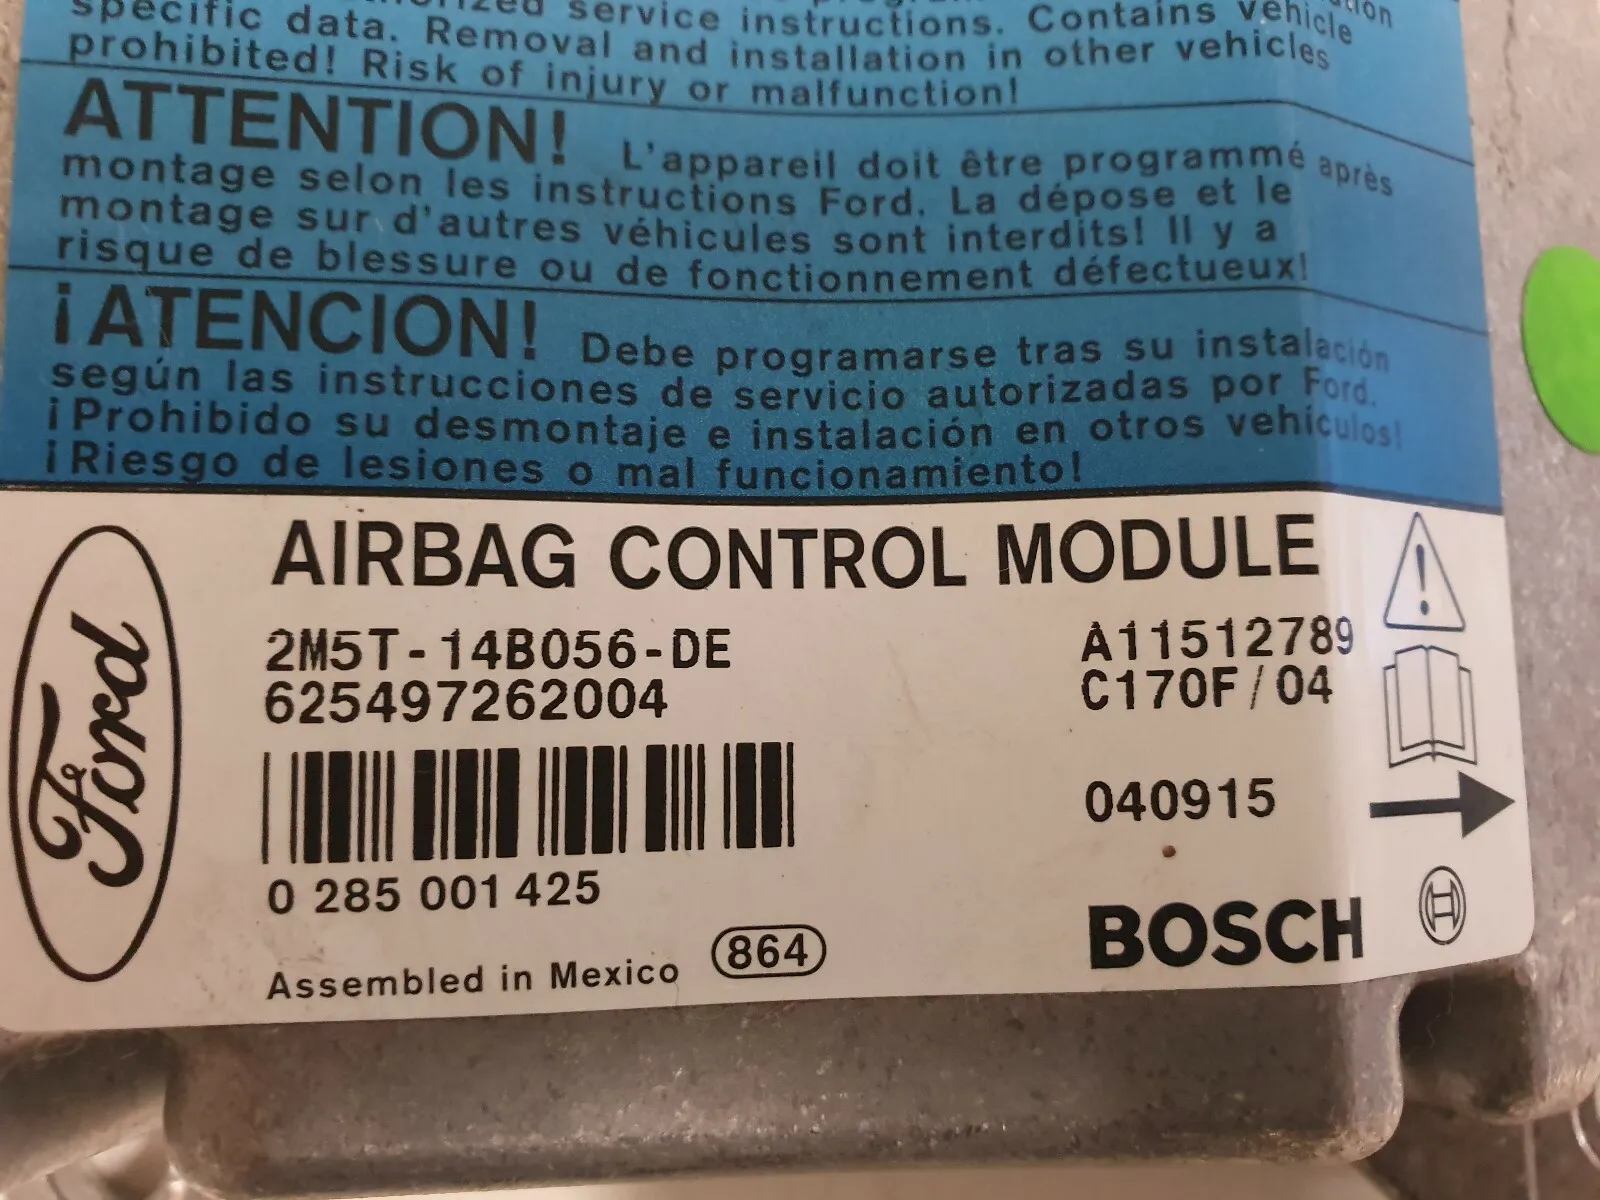 service instructions. Contains vehicle
specific data. Removal and installation in other vehicles
prohibited! Risk of injury or malfunction!
ATTENTION! L'appareil doit être programmé après
montage selon les instructions Ford. La dépose et le
montage sur d'autres véhicules sont interdits! Il y a
risque de blessure ou de fonctionnement défectueux!
¡ATENCION! Debe programarse tras su instalación
según las instrucciones de servicio autorizadas por Ford.
¡Prohibido su desmontaje e instalación en otros vehículos!
¡Riesgo de lesiones o mal funcionamiento!
Ford
AIRBAG CONTROL MODULE
2M5T-14B056-DE A11512789
625497262004 C170F/04
040915
0 285 001 425
Assembled in Mexico 864 BOSCH